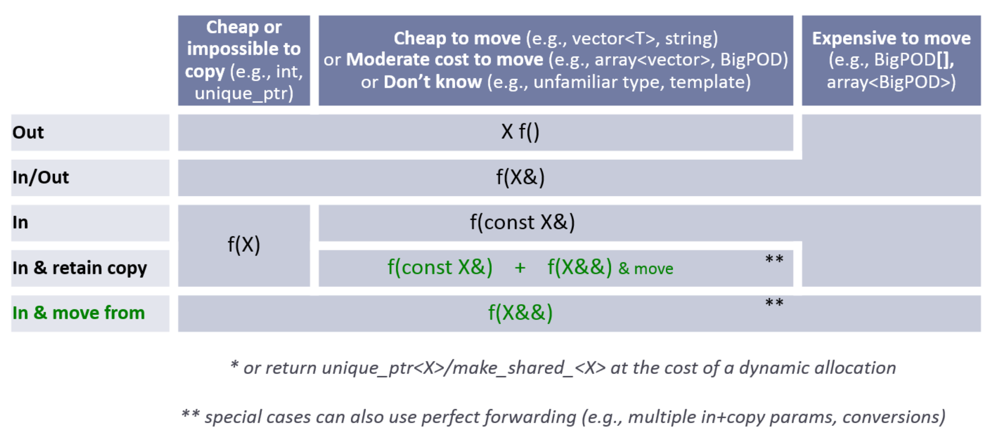 Cheap or
impossible to
copy (e.g., int,
unique_ptr)
Cheap to move (e.g., vector<T>, string)
or Moderate cost to move (e.g., array<vector>, BigPOD)
or Don’t know (e.g., unfamiliar type, template)
Expensive to move
(e.g., BigPOD[],
array<BigPOD>)
Out
X f()
In/Out
f(X&)
In
f(X)
f(const X&)
In & retain copy
f(const X&) + f(X&&) & move **
In & move from
f(X&&) **
* or return unique_ptr<X>/make_shared_<X> at the cost of a dynamic allocation
** special cases can also use perfect forwarding (e.g., multiple in+copy params, conversions)